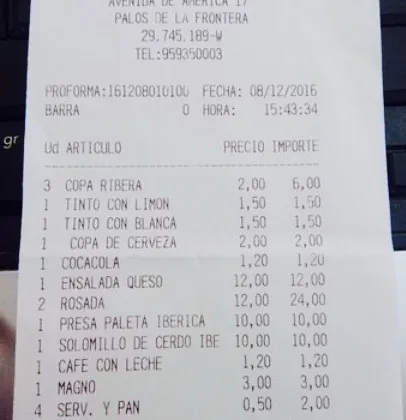 AVENIDA DE AMERICA 17
PALOS DE LA FRONTERA
29.745.189-W
TEL:959350003
PROFORMA:161208010100 FECHA: 08/12/2016
BARRA 0 HORA: 15:43:34
Ud ARTICULO PRECIO IMPORTE
3 COPA RIBERA 2,00 6,00
1 TINTO CON LIMON 1,50 1,50
1 TINTO CON BLANCA 1,50 1,50
1 COPA DE CERVEZA 2,00 2,00
1 COCACOLA 1,20 1,20
1 ENSALADA QUESO 12,00 12,00
2 ROSADA 12,00 24,00
1 PRESA PALETA IBERICA 10,00 10,00
1 SOLOMILLO DE CERDO IBE 10,00 10,00
1 CAFE CON LECHE 1,20 1,20
1 MAGNO 3,00 3,00
4 SERV. Y PAN 0,50 2,00
gr